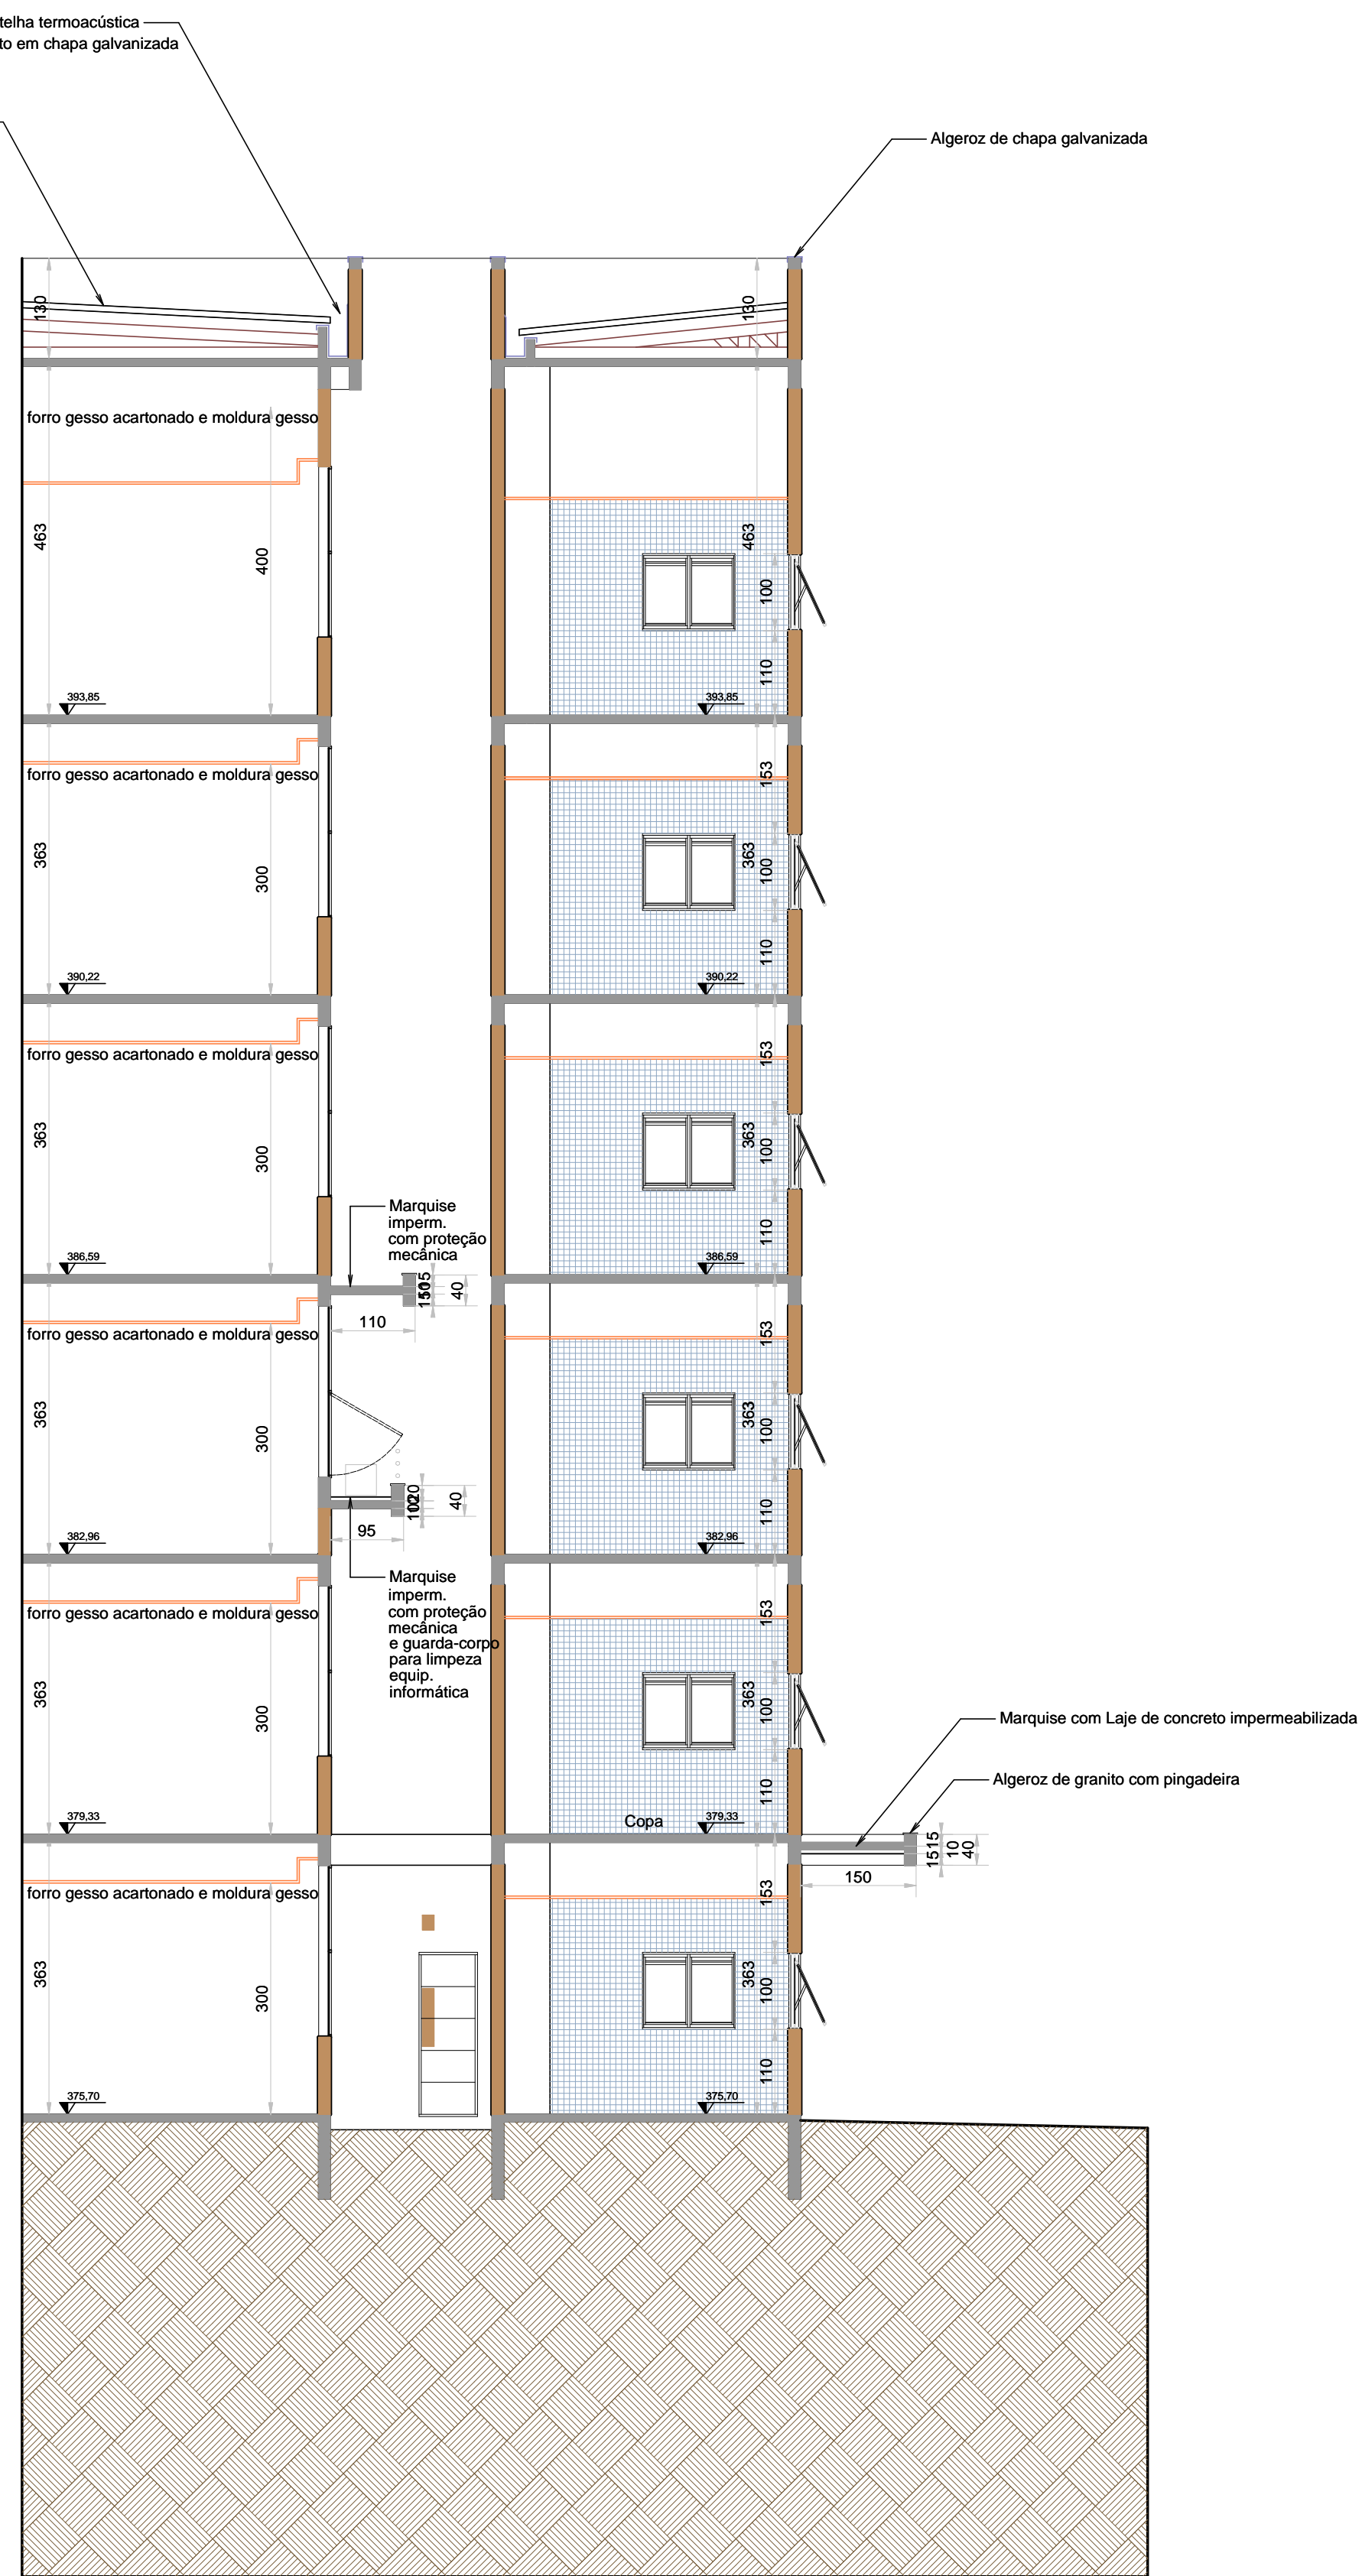 telha termoacústica
to em chapa galvanizada
Algeroz de chapa galvanizada
130
130
forro gesso acartonado e moldura gesso
463
400
463
100
110
393,85
393,85
forro gesso acartonado e moldura gesso
153
363
300
363
100
110
390,22
390,22
forro gesso acartonado e moldura gesso
153
363
300
363
100
110
Marquise
imperm.
com proteção
mecânica
386,59
386,59
40
110
forro gesso acartonado e moldura gesso
153
363
300
363
100
110
40
95
382,96
382,96
Marquise
imperm.
com proteção
mecânica
e guarda-corpo
para limpeza
equip.
informática
forro gesso acartonado e moldura gesso
153
363
300
363
100
110
Marquise com Laje de concreto impermeabilizada
Algeroz de granito com pingadeira
379,33
Copa
379,33
1515
10
40
150
forro gesso acartonado e moldura gesso
153
363
300
363
100
110
375,70
375,70